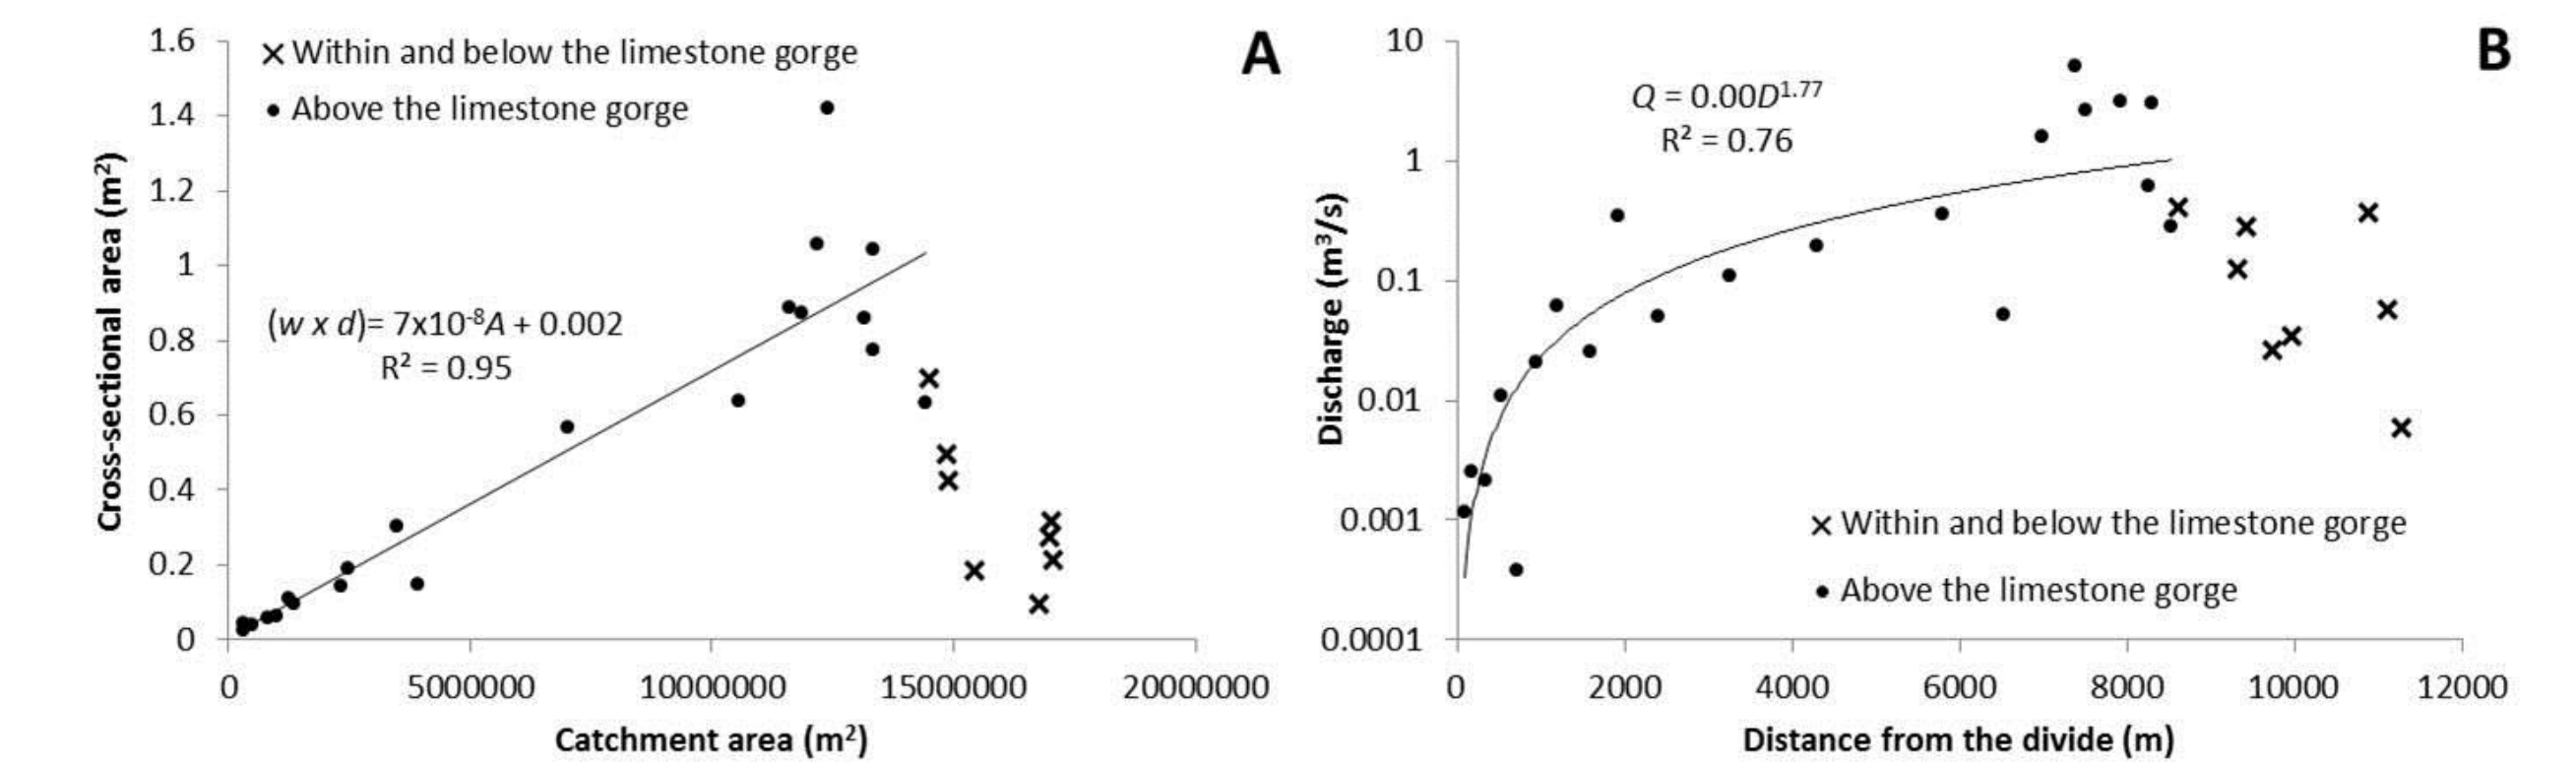 A
× Within and below the limestone gorge
● Above the limestone gorge
(w x d)= 7x10⁻⁸A + 0.002
R² = 0.95
Cross-sectional area (m²)
1.6
1.4
1.2
1
0.8
0.6
0.4
0.2
0
0 5000000 10000000 15000000 20000000
Catchment area (m²)
B
Q = 0.00D¹·⁷⁷
R² = 0.76
Discharge (m³/s)
10
1
0.1
0.01
0.001
0.0001
× Within and below the limestone gorge
● Above the limestone gorge
0 2000 4000 6000 8000 10000 12000
Distance from the divide (m)